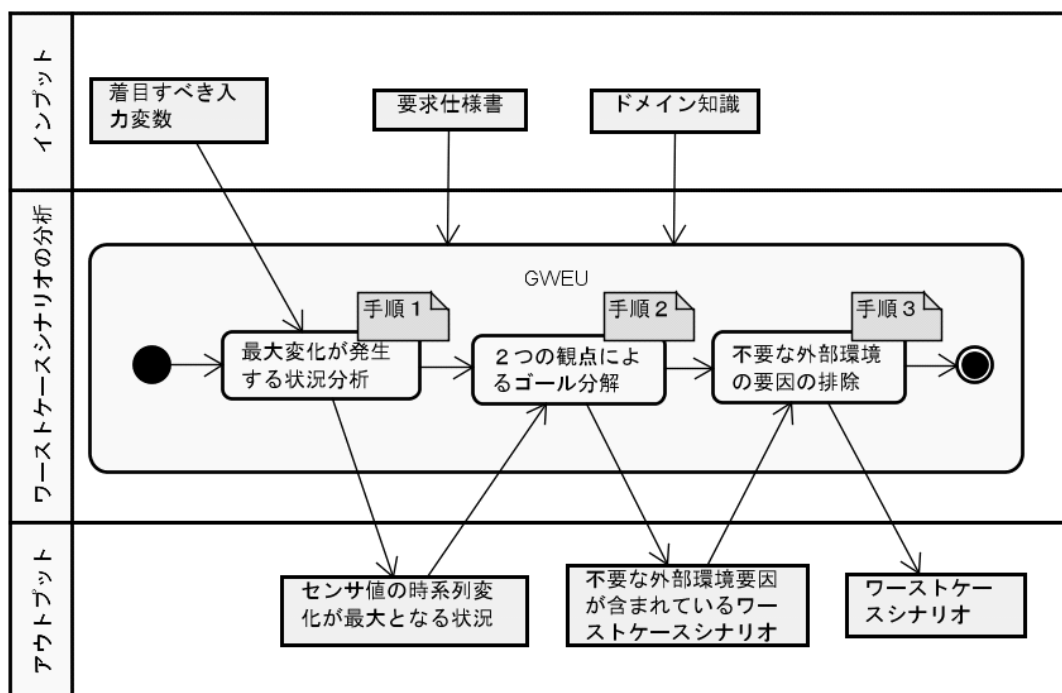 インプット
着目すべき入
力変数
要求仕様書
ドメイン知識
ワーストケースシナリオの分析
GWEU
手順1
最大変化が発生
する状況分析
手順2
2つの観点によ
るゴール分解
手順3
不要な外部環境
の要因の排除
アウトプット
センサ値の時系列変
化が最大となる状況
不要な外部環境要因
が含まれているワー
ストケースシナリオ
ワーストケー
スシナリオ